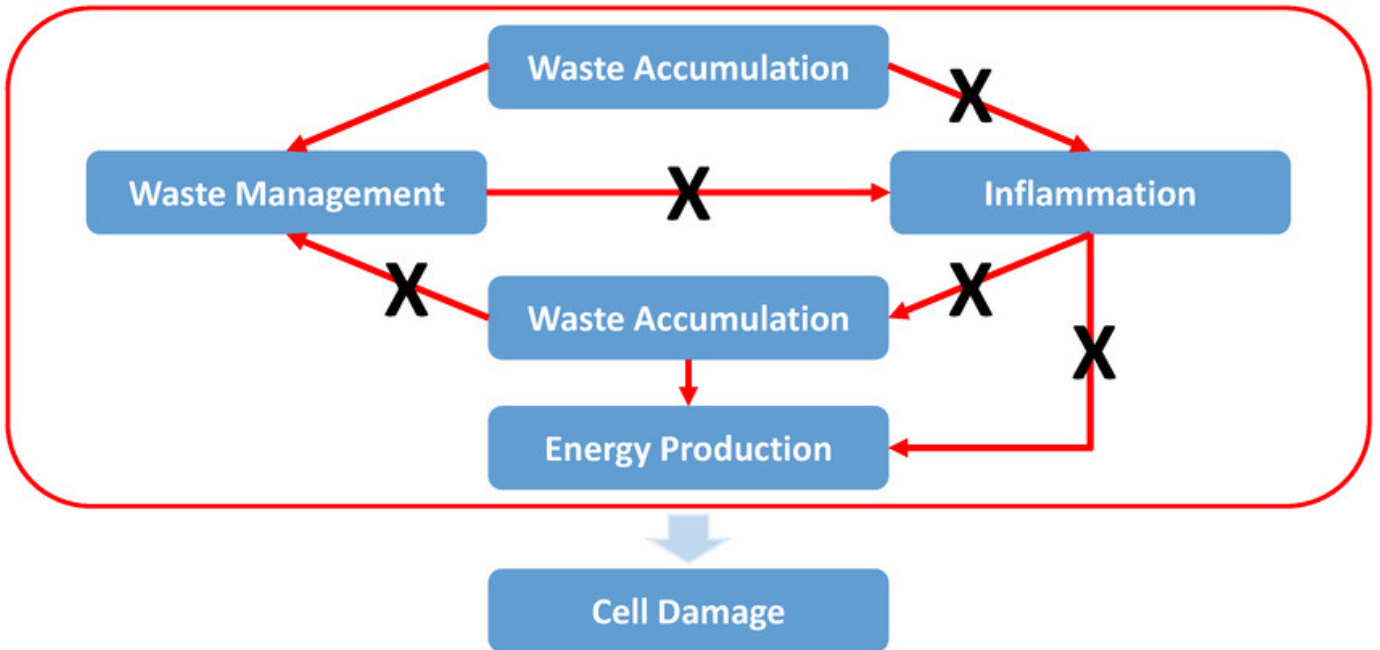 Waste Accumulation
X
Waste Management
X
Inflammation
X
Waste Accumulation
X
X
Energy Production
Cell Damage